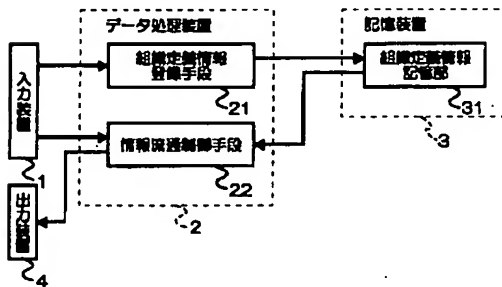 データ処理装置
記憶装置
組織定義情報
登録手段
21
組織定義情報
記憶部
31
3
入力装置
1
情報流通制御手段
22
2
出力装置
4